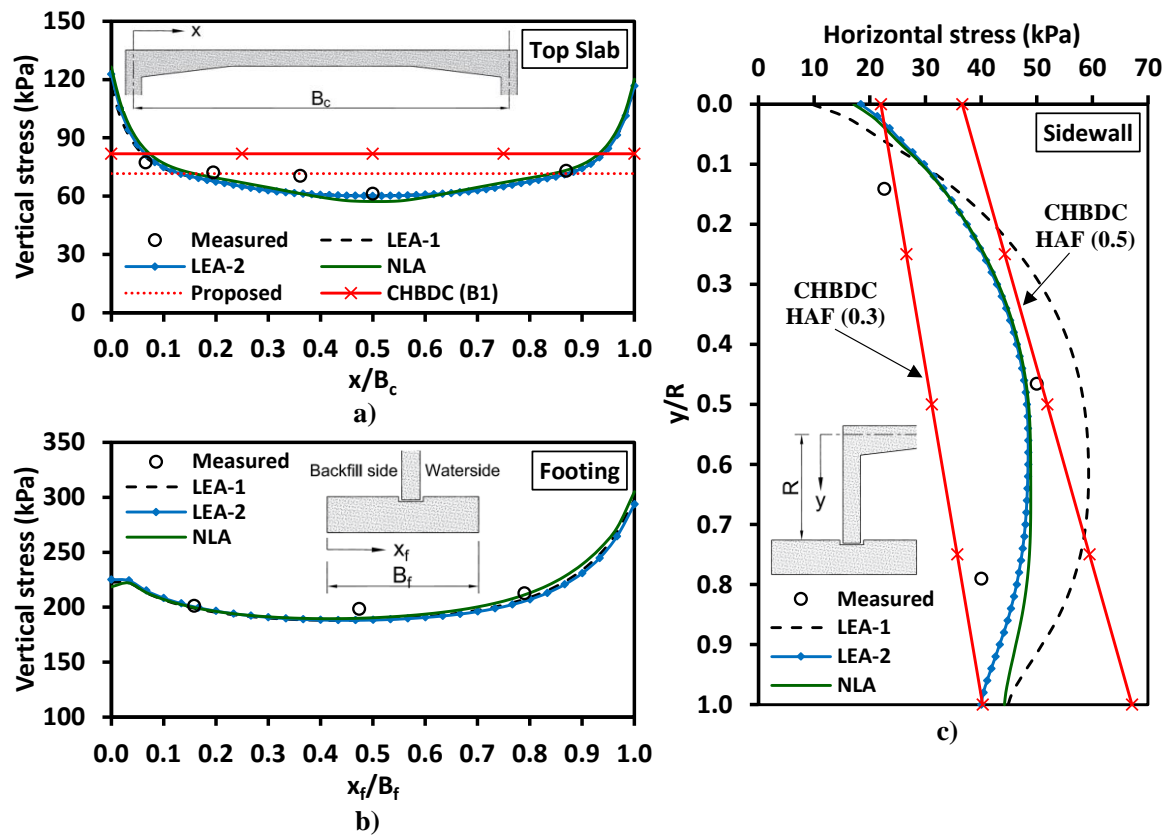 150
120
90
60
30
0
Vertical stress (kPa)
x
B_c
Top Slab
Measured
LEA-1
LEA-2
NLA
Proposed
CHBDC (B1)
0.0 0.1 0.2 0.3 0.4 0.5 0.6 0.7 0.8 0.9 1.0
x/B_c
a)
350
300
250
200
150
100
Vertical stress (kPa)
Measured
LEA-1
LEA-2
NLA
Backfill side
Waterside
x_f
B_f
Footing
0.0 0.1 0.2 0.3 0.4 0.5 0.6 0.7 0.8 0.9 1.0
x_f/B_f
b)
Horizontal stress (kPa)
0 10 20 30 40 50 60 70
0.0
0.1
0.2
0.3
0.4
0.5
0.6
0.7
0.8
0.9
1.0
y/R
Sidewall
CHBDC
HAF (0.5)
CHBDC
HAF (0.3)
R
y
Measured
LEA-1
LEA-2
NLA
c)